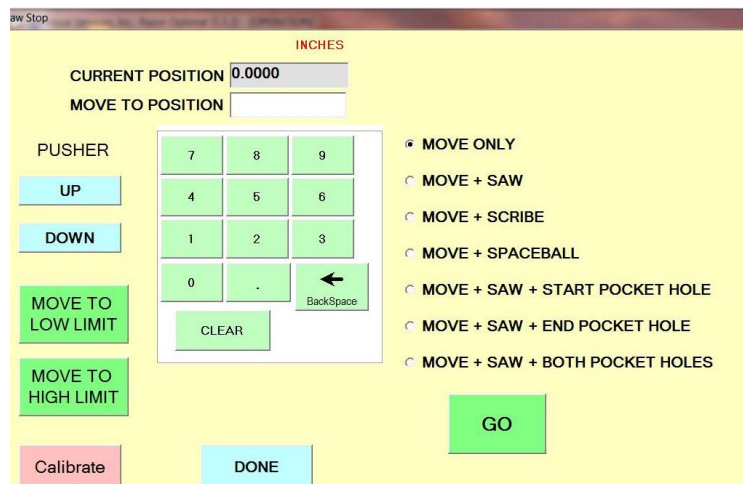 aw Stop
INCHES
CURRENT POSITION 0.0000
MOVE TO POSITION
PUSHER
UP
DOWN
MOVE TO
LOW LIMIT
MOVE TO
HIGH LIMIT
Calibrate
7 8 9
4 5 6
1 2 3
0 .
BackSpace
CLEAR
DONE
MOVE ONLY
MOVE + SAW
MOVE + SCRIBE
MOVE + SPACEBALL
MOVE + SAW + START POCKET HOLE
MOVE + SAW + END POCKET HOLE
MOVE + SAW + BOTH POCKET HOLES
GO